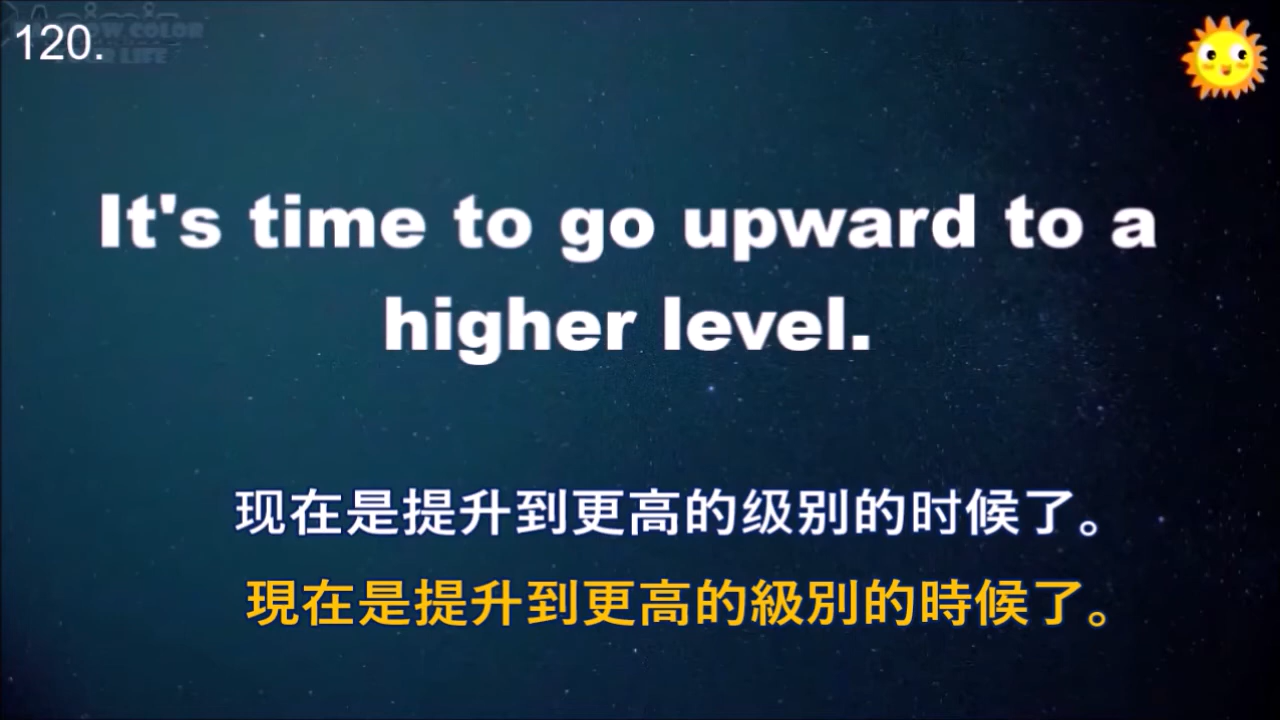 120.
It's time to go upward to a
higher level.
现在是提升到更高的级别的时候了。
現在是提升到更高的級別的時候了。